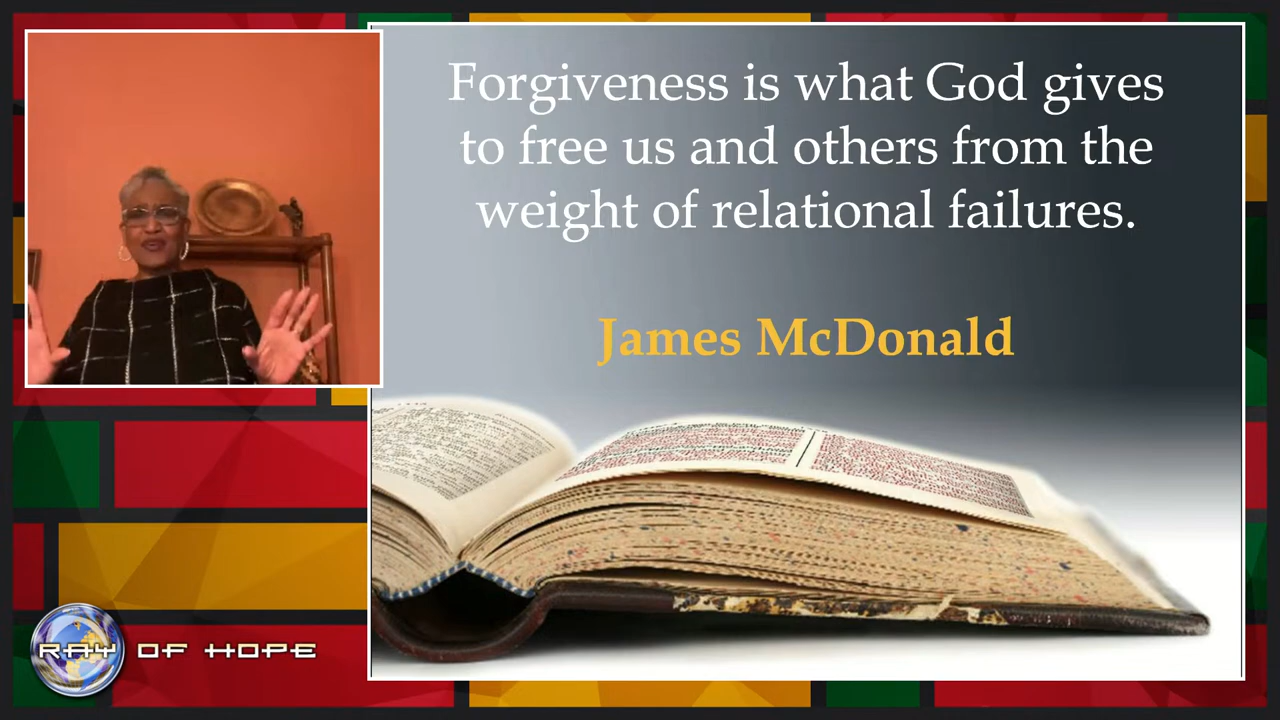 Forgiveness is what God gives
to free us and others from the
weight of relational failures.
James McDonald
RAY OF HOPE